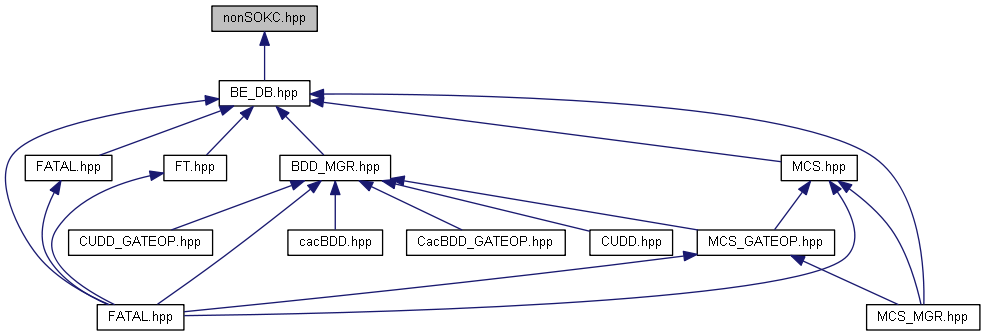 nonSOKC.hpp
BE_DB.hpp
FATAL.hpp
FT.hpp
BDD_MGR.hpp
MCS.hpp
CUDD_GATEOP.hpp
cacBDD.hpp
CacBDD_GATEOP.hpp
CUDD.hpp
MCS_GATEOP.hpp
FATAL.hpp
MCS_MGR.hpp